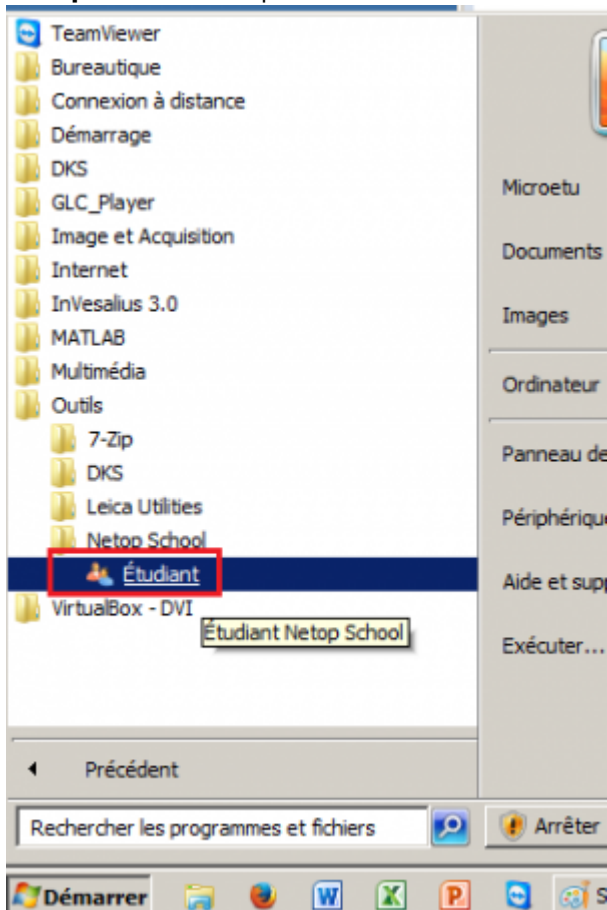 TeamViewer
Bureautique
Connexion à distance
Démarrage
DKS
GLC_Player
Image et Acquisition
Internet
InVesalius 3.0
MATLAB
Multimédia
Outils
7-Zip
DKS
Leica Utilities
Netop School
Étudiant
VirtualBox - DVI
Étudiant Netop School
Précédent
Rechercher les programmes et fichiers
Microetu
Documents
Images
Ordinateur
Panneau de
Périphérique
Aide et supp
Exécuter...
Arrêter
Démarrer
W
X
P
S